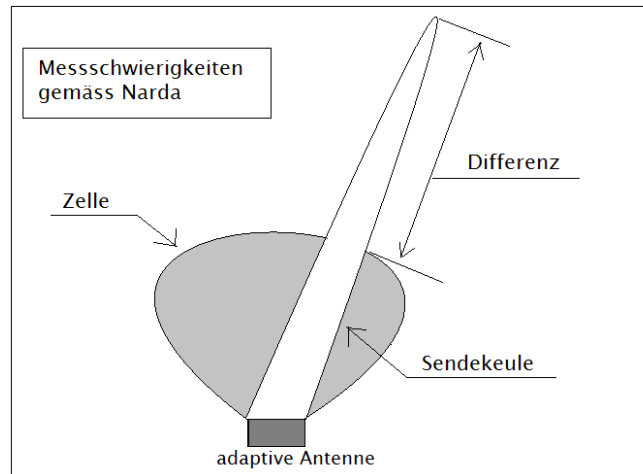 Messschwierigkeiten
gemäss Narda
Differenz
Zelle
Sendekeule
adaptive Antenne